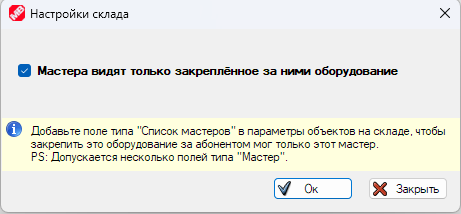 Настройки склада
Мастера видят только закреплённое за ними оборудование
Добавьте поле типа "Список мастеров" в параметры объектов на складе, чтобы
закрепить это оборудование за абонентом мог только этот мастер.
PS: Допускается несколько полей типа "Мастер".
Ок
Закрыть